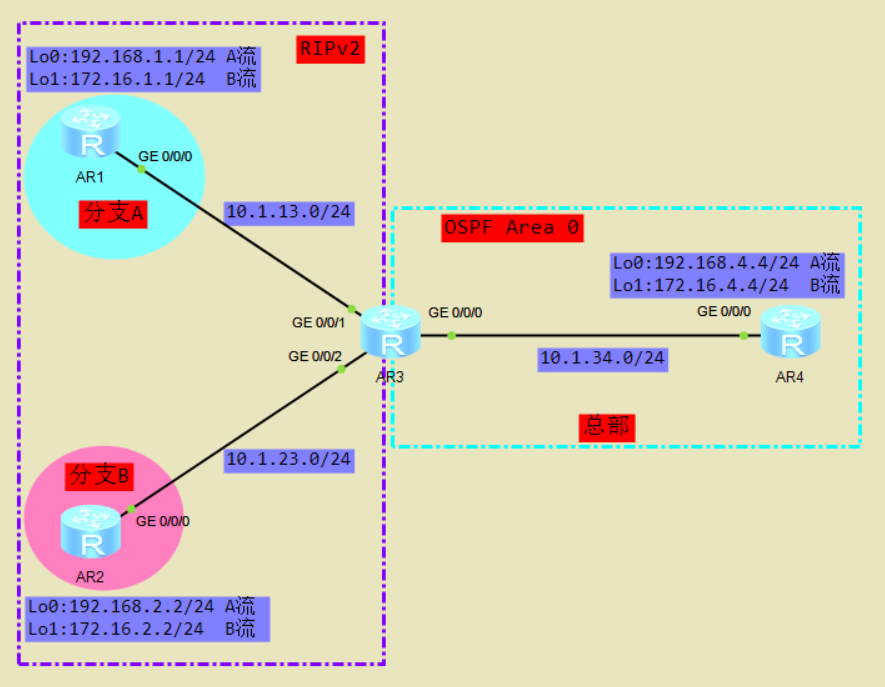 RIPv2
Lo0:192.168.1.1/24 A流
Lo1:172.16.1.1/24 B流
R
GE 0/0/0
AR1
分支A
10.1.13.0/24
OSPF Area 0
Lo0:192.168.4.4/24 A流
Lo1:172.16.4.4/24 B流
GE 0/0/1
GE 0/0/0
GE 0/0/0
R
R
GE 0/0/2
10.1.34.0/24
AR3
AR4
总部
10.1.23.0/24
分支B
GE 0/0/0
R
AR2
Lo0:192.168.2.2/24 A流
Lo1:172.16.2.2/24 B流